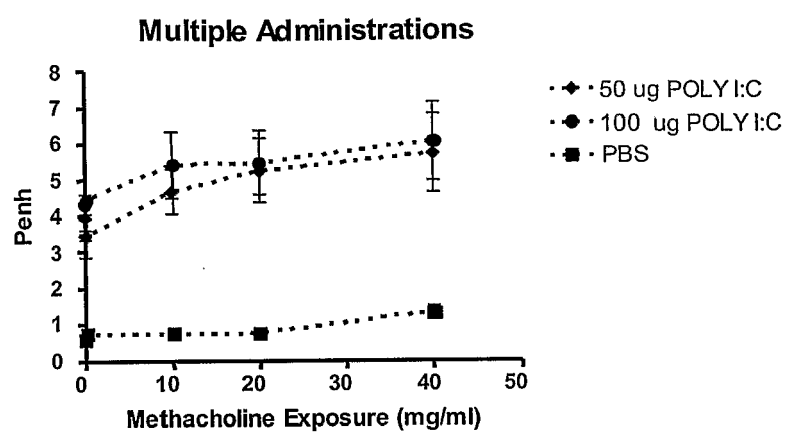 Multiple Administrations
8
7
6
5
4
3
2
1
0
Penh
0 10 20 30 40 50
Methacholine Exposure (mg/ml)
50 ug POLY I:C
100 ug POLY I:C
PBS